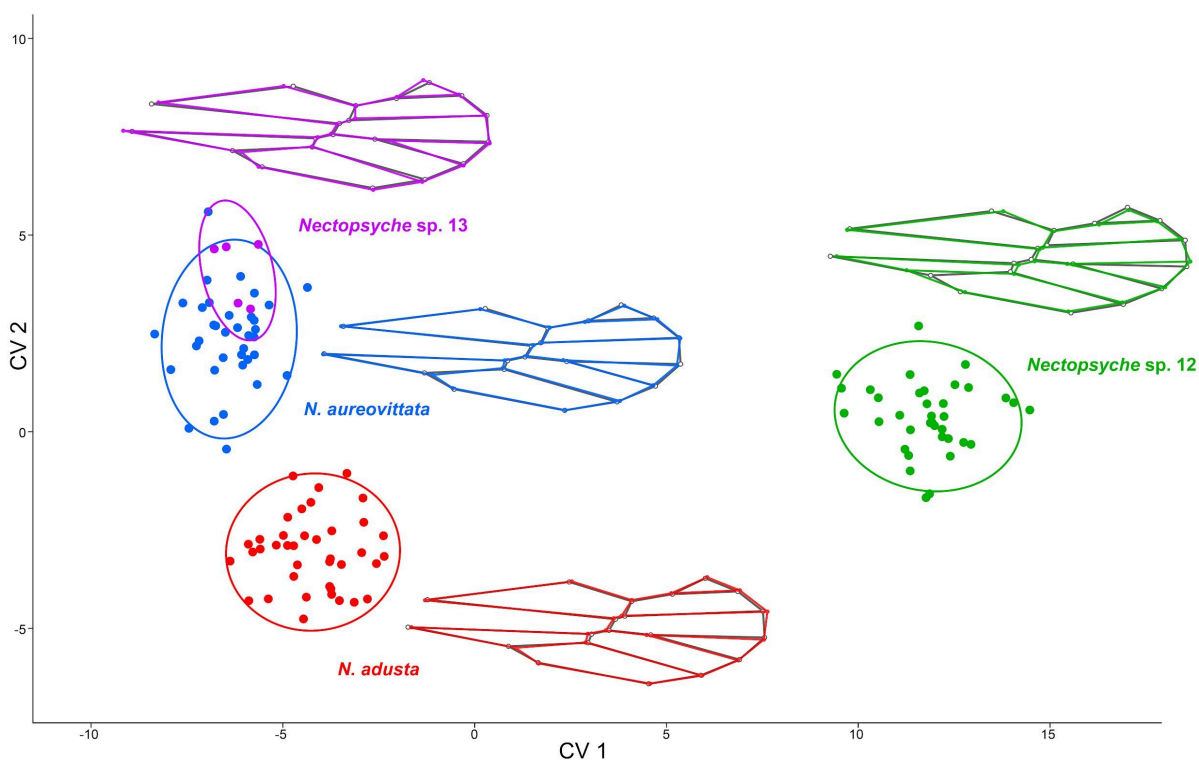 10
Nectopsyche sp. 13
5
CV 2
Nectopsyche sp. 12
N. aureovittata
0
-5
N. adusta
-10 -5 0 5 10 15
CV 1